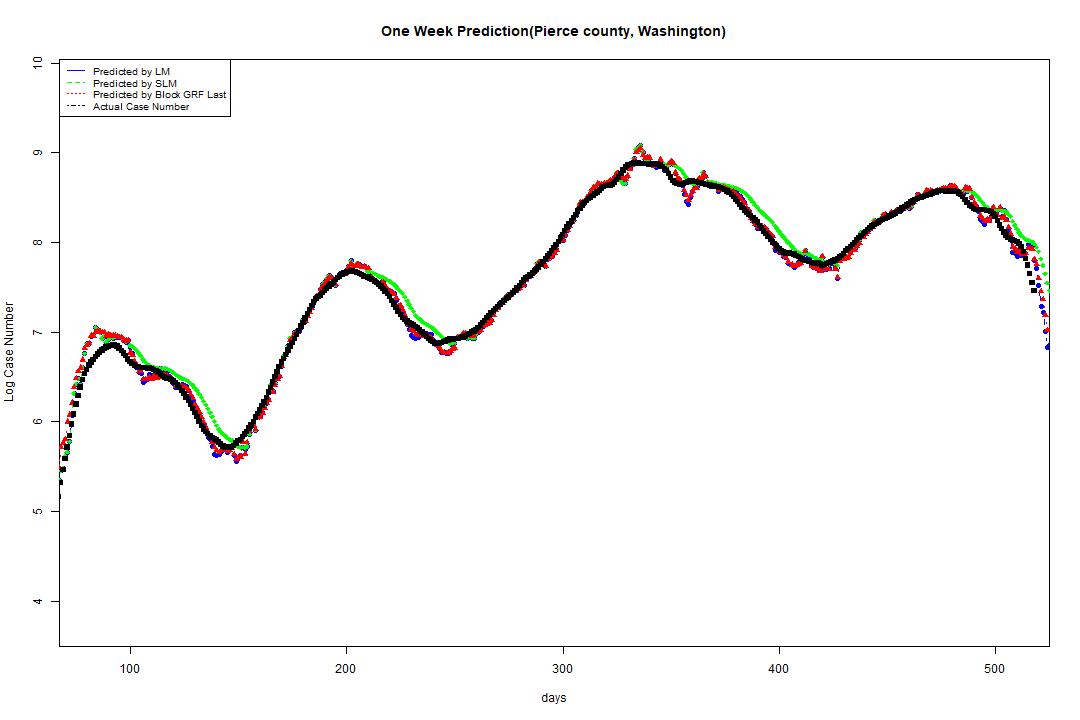 One Week Prediction(Pierce county, Washington)
Predicted by LM
Predicted by SLM
Predicted by Block GRF Last
Actual Case Number
10
9
8
7
6
5
4
Log Case Number
100 200 300 400 500
days